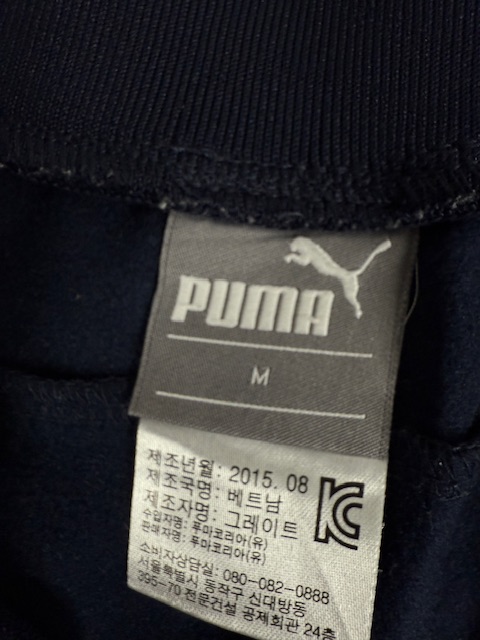 PUMA
M
제조년월: 2015. 08
제조국명: 베트남
제조자명: 그레이트
수입자명: 푸마코리아(유)
판매자명: 푸마코리아(유)
소비자상담실: 080-082-0888
서울특별시 동작구 신대방동
395-70 전문건설 공제회관 24층
KC